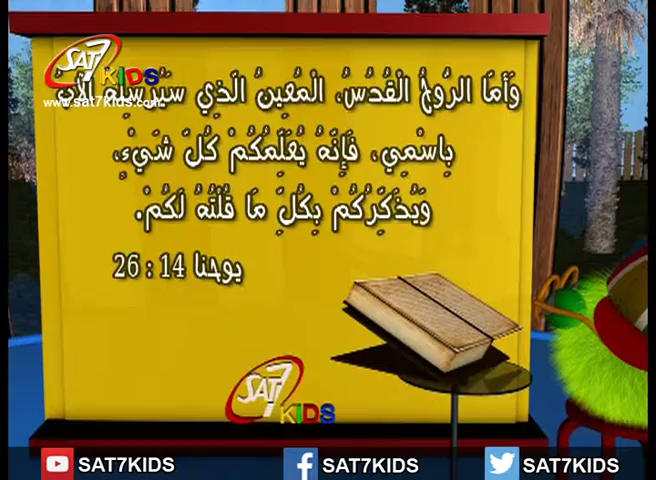 SAT7
KIDS
www.sat7kids.com
وَأَمَا الرُّوحُ الْقُدُسُ، الْمُعِينُ الَّذِي سَيُرْسِلُهُ الآبُ
بِاسْمِي، فَإِنَّهُ يُعَلِّمُكُمْ كُلَّ شَيْءٍ،
وَيُذَكِّرُكُمْ بِكُلِّ مَا قُلْتُهُ لَكُمْ.
يوحنا 14 : 26
SAT7
KIDS
SAT7KIDS SAT7KIDS SAT7KIDS